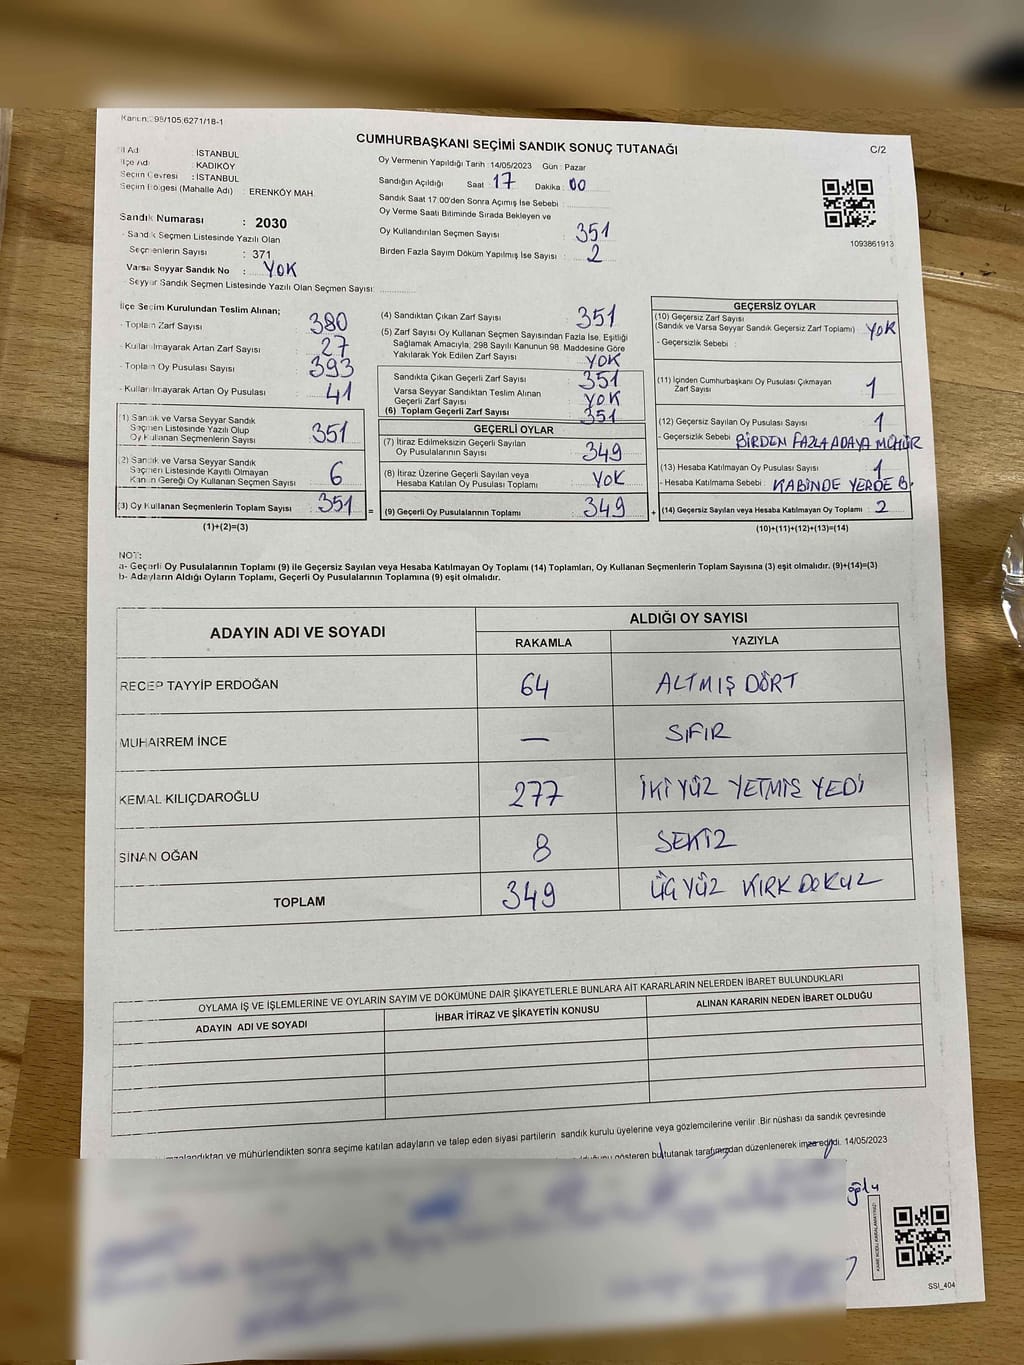 Kanun: 98/105,6271/18-1
CUMHURBAŞKANI SEÇİMİ SANDIK SONUÇ TUTANAĞI
C/2
İl Adı : İSTANBUL
İlçe Adı : KADIKÖY
Seçim Çevresi : İSTANBUL
Seçim Bölgesi (Mahalle Adı) : ERENKÖY MAH.
Sandık Numarası : 2030
- Sandık Seçmen Listesinde Yazılı Olan
Seçmenlerin Sayısı : 371
Varsa Seyyar Sandık No : YOK
- Seyyar Sandık Seçmen Listesinde Yazılı Olan Seçmen Sayısı:
Oy Vermenin Yapıldığı Tarih :14/05/2023 Gün : Pazar
Sandığın Açıldığı Saat : 17 Dakika : 00
Sandık Saat 17.00'den Sonra Açımış İse Sebebi :
Oy Verme Saati Bitiminde Sırada Bekleyen ve
Oy Kullandırılan Seçmen Sayısı : 351
Birden Fazla Sayım Döküm Yapılmış İse Sayısı : 2
1093861913
İlçe Seçim Kurulundan Teslim Alınan;
- Toplam Zarf Sayısı 380
- Kullanılmayarak Artan Zarf Sayısı 27
- Toplam Oy Pusulası Sayısı 393
- Kullanılmayarak Artan Oy Pusulası 41
(1) Sandık ve Varsa Seyyar Sandık
Seçmen Listesinde Yazılı Olup
Oy Kullanan Seçmenlerin Sayısı 351
(2) Sandık ve Varsa Seyyar Sandık
Seçmen Listesinde Kayıtlı Olmayan
Kanun Gereği Oy Kullanan Seçmen Sayısı 6
(3) Oy Kullanan Seçmenlerin Toplam Sayısı : 351 =
(1)+(2)=(3)
(4) Sandıktan Çıkan Zarf Sayısı 351
(5) Zarf Sayısı Oy Kullanan Seçmen Sayısından Fazla İse, Eşitliği
Sağlamak Amacıyla, 298 Sayılı Kanunun 98. Maddesine Göre
Yakılarak Yok Edilen Zarf Sayısı YOK
Sandıkta Çıkan Geçerli Zarf Sayısı : 351
Varsa Seyyar Sandıktan Teslim Alınan
Geçerli Zarf Sayısı : YOK
(6) Toplam Geçerli Zarf Sayısı : 351
GEÇERLİ OYLAR
(7) İtiraz Edilmeksizin Geçerli Sayılan
Oy Pusulalarının Sayısı 349
(8) İtiraz Üzerine Geçerli Sayılan veya
Hesaba Katılan Oy Pusulası Toplamı YOK
(9) Geçerli Oy Pusulalarının Toplamı 349 +
GEÇERSİZ OYLAR
(10) Geçersiz Zarf Sayısı
(Sandık ve Varsa Seyyar Sandık Geçersiz Zarf Toplamı) YOK
- Geçersizlik Sebebi :
(11) İçinden Cumhurbaşkanı Oy Pusulası Çıkmayan
Zarf Sayısı 1
(12) Geçersiz Sayılan Oy Pusulası Sayısı 1
- Geçersizlik Sebebi : BİRDEN FAZLA ADAYA MÜHÜR
(13) Hesaba Katılmayan Oy Pusulası Sayısı 1
- Hesaba Katılmama Sebebi : KABİNDE YERDE B.
(14) Geçersiz Sayılan veya Hesaba Katılmayan Oy Toplamı : 2
(10)+(11)+(12)+(13)=(14)
NOT:
a- Geçerli Oy Pusulalarının Toplamı (9) ile Geçersiz Sayılan veya Hesaba Katılmayan Oy Toplamı (14) Toplamları, Oy Kullanan Seçmenlerin Toplam Sayısına (3) eşit olmalıdır. (9)+(14)=(3)
b- Adayların Aldığı Oyların Toplamı, Geçerli Oy Pusulalarının Toplamına (9) eşit olmalıdır.
ADAYIN ADI VE SOYADI ALDIĞI OY SAYISI
RAKAMLA YAZIYLA
RECEP TAYYİP ERDOĞAN 64 ALTMIŞ DÖRT
MUHARREM İNCE — SIFIR
KEMAL KILIÇDAROĞLU 277 İKİ YÜZ YETMİŞ YEDİ
SİNAN OĞAN 8 SEKİZ
TOPLAM 349 ÜÇ YÜZ KIRK DOKUZ
OYLAMA İŞ VE İŞLEMLERİNE VE OYLARIN SAYIM VE DÖKÜMÜNE DAİR ŞİKAYETLERLE BUNLARA AİT KARARLARIN NELERDEN İBARET BULUNDUKLARI
ADAYIN ADI VE SOYADI İHBAR İTİRAZ VE ŞİKAYETİN KONUSU ALINAN KARARIN NEDEN İBARET OLDUĞU
mühürlendikten sonra seçime katılan adayların ve talep eden siyasi partilerin sandık kurulu üyelerine veya gözlemcilerine verilir .Bir nüshası da sandık çevresinde
gösteren bu tutanak tarafımızdan düzenlenerek imza edildi. 14/05/2023
oğlu
SSI_404